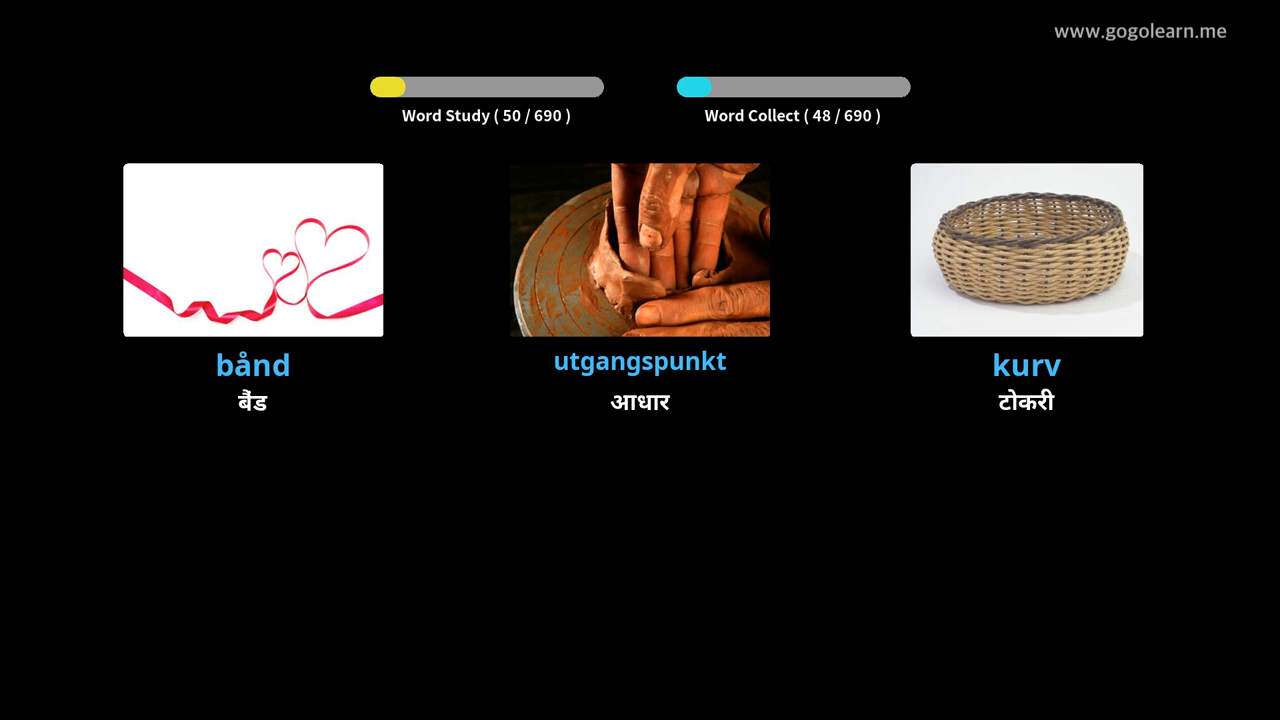 www.gogolearn.me
Word Study ( 50 / 690 )
Word Collect ( 48 / 690 )
bånd
utgangspunkt
kurv
बैंड
आधार
टोकरी